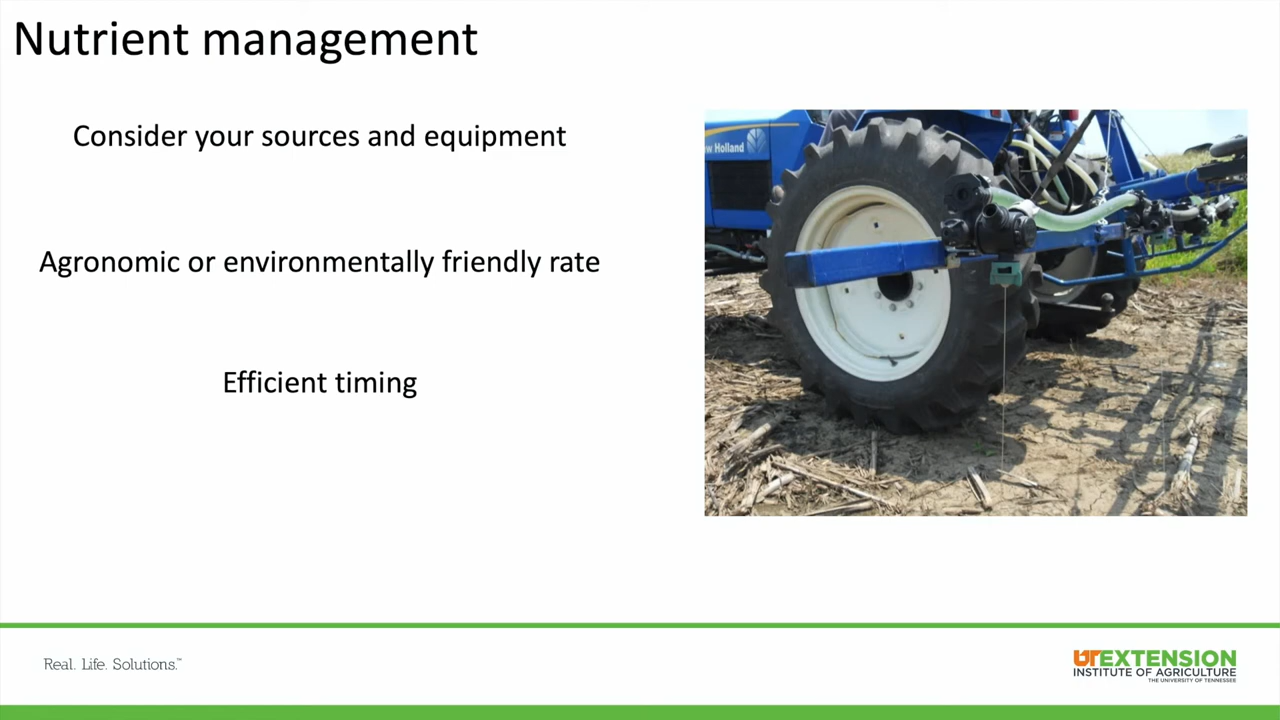 Nutrient management
Consider your sources and equipment
Agronomic or environmentally friendly rate
Efficient timing
ew Holland
Real. Life. Solutions.™
UTEXTENSION
INSTITUTE OF AGRICULTURE
THE UNIVERSITY OF TENNESSEE